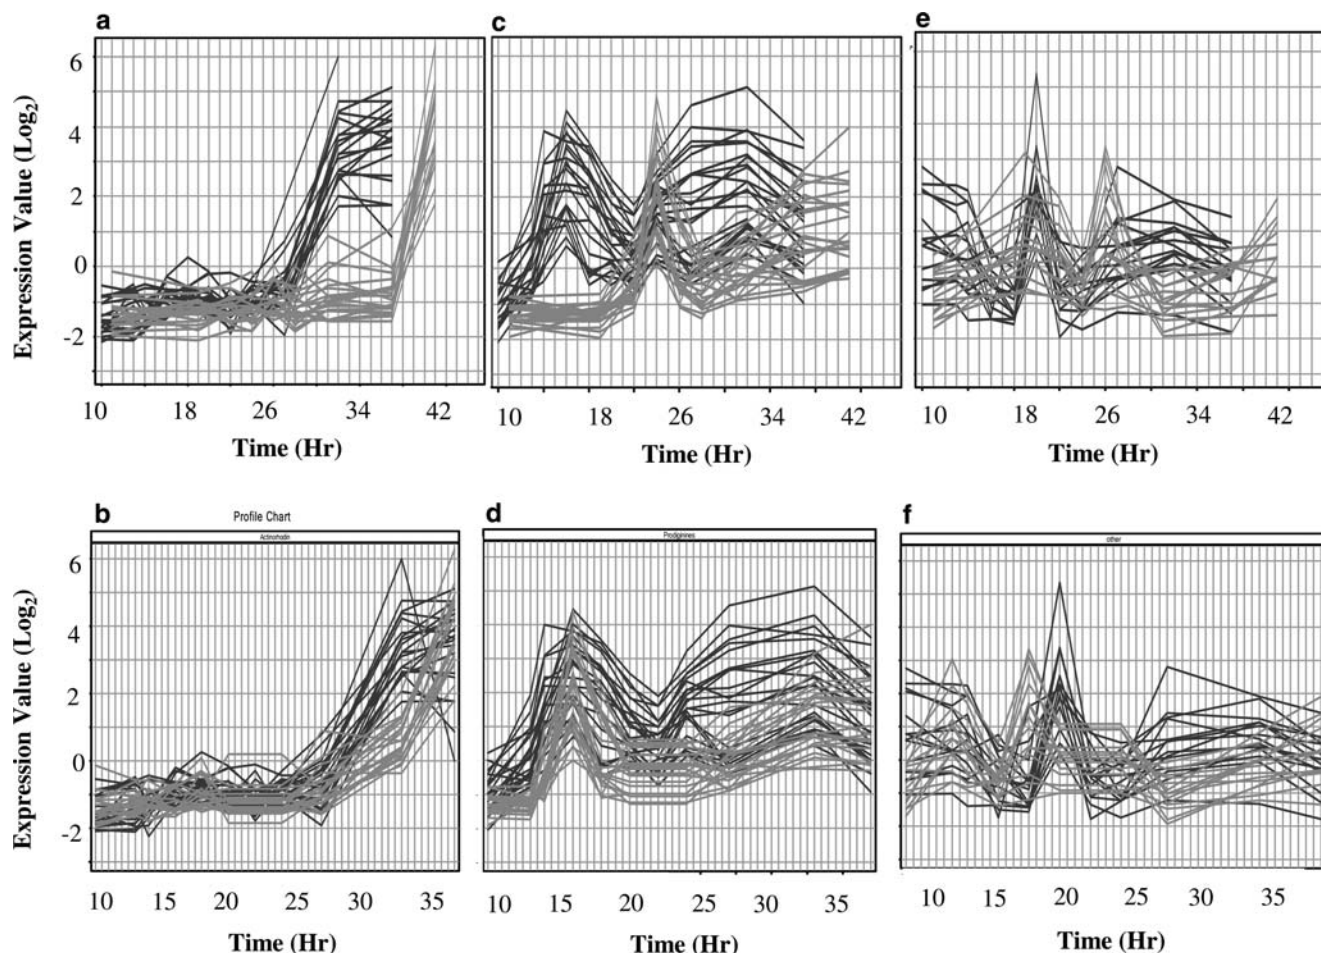 a
c
e
Expression Value (Log2)
6
4
2
0
-2
10 18 26 34 42
Time (Hr)
10 18 26 34 42
Time (Hr)
10 18 26 34 42
Time (Hr)
b
d
f
Profile Chart
Actinorhodin
Prodiginines
other
Expression Value (Log2)
6
4
2
0
-2
10 15 20 25 30 35
Time (Hr)
10 15 20 25 30 35
Time (Hr)
10 15 20 25 30 35
Time (Hr)